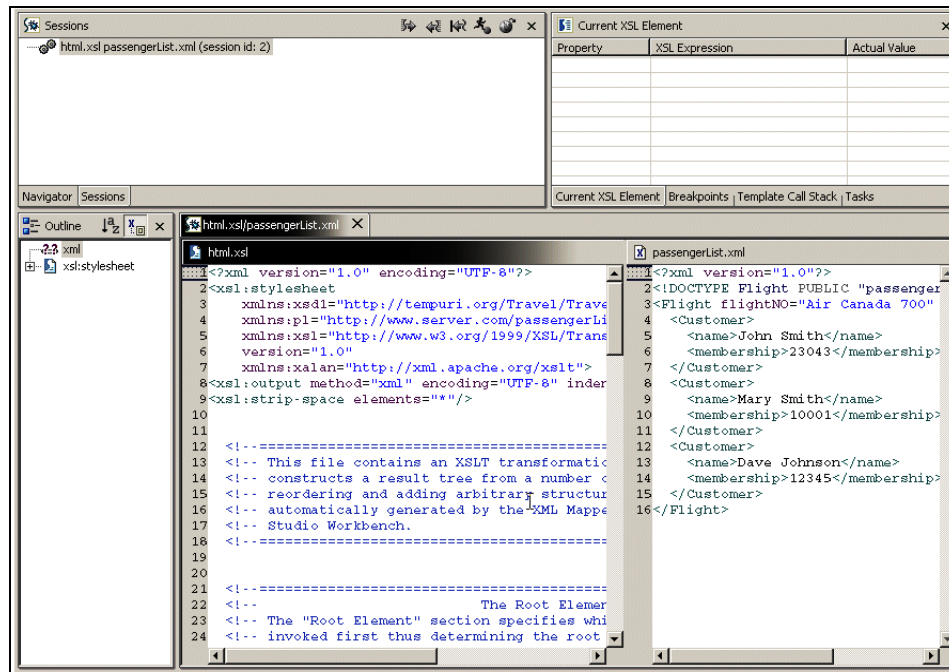 Sessions
html.xsl passengerList.xml (session id: 2)
Navigator Sessions
Current XSL Element
Property XSL Expression Actual Value
Current XSL Element Breakpoints Template Call Stack Tasks
Outline
xml
xsl:stylesheet
html.xsl/passengerList.xml
html.xsl
1<?xml version="1.0" encoding="UTF-8"?>
2<xsl:stylesheet
3 xmlns:xsd1="http://tempuri.org/Travel/Trave
4 xmlns:pl="http://www.server.com/passengerLi
5 xmlns:xsl="http://www.w3.org/1999/XSL/Trans
6 version="1.0"
7 xmlns:xalan="http://xml.apache.org/xslt">
8<xsl:output method="xml" encoding="UTF-8" inden
9<xsl:strip-space elements="*"/>
10
11
12 <!--==========================================
13 <!-- This file contains an XSLT transformatic
14 <!-- constructs a result tree from a number o
15 <!-- reordering and adding arbitrary structur
16 <!-- automatically generated by the XML Mappe
17 <!-- Studio Workbench.
18 <!--==========================================
19
20
21 <!--==========================================
22 <!-- The Root Elemen
23 <!-- The "Root Element" section specifies whi
24 <!-- invoked first thus determining the root
passengerList.xml
1<?xml version="1.0"?>
2<!DOCTYPE Flight PUBLIC "passenger
3<Flight flightNO="Air Canada 700"
4 <Customer>
5 <name>John Smith</name>
6 <membership>23043</membership>
7 </Customer>
8 <Customer>
9 <name>Mary Smith</name>
10 <membership>10001</membership>
11 </Customer>
12 <Customer>
13 <name>Dave Johnson</name>
14 <membership>12345</membership>
15 </Customer>
16</Flight>